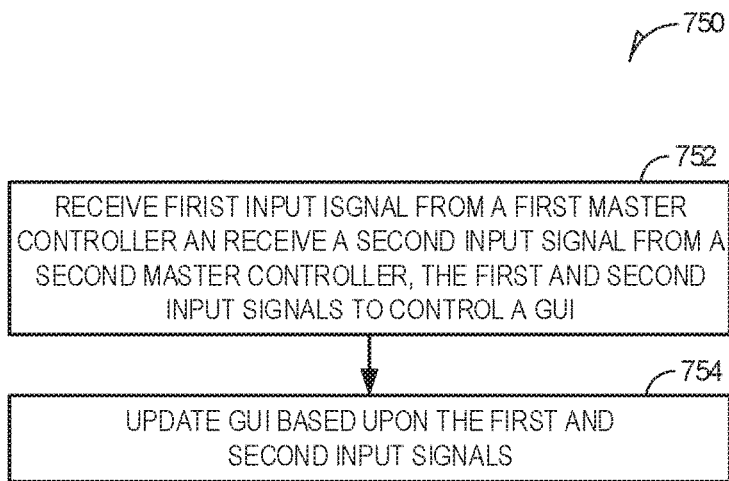 750
752
RECEIVE FIRIST INPUT ISGNAL FROM A FIRST MASTER
CONTROLLER AN RECEIVE A SECOND INPUT SIGNAL FROM A
SECOND MASTER CONTROLLER, THE FIRST AND SECOND
INPUT SIGNALS TO CONTROL A GUI
754
UPDATE GUI BASED UPON THE FIRST AND
SECOND INPUT SIGNALS